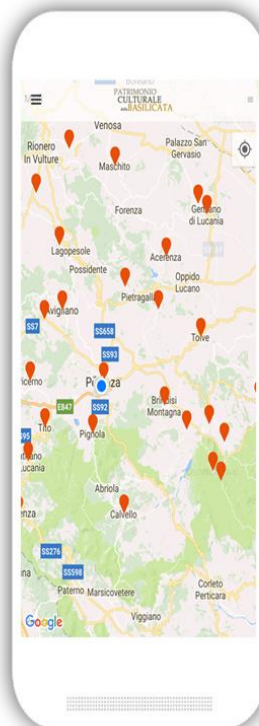 PATRIMONIO
CULTURALE
della BASILICATA
Venosa
Palazzo San
Gervasio
Rionero
In Vulture
Maschito
Forenza
Genzano
di Lucania
Lagopesole
Acerenza
Possidente
Oppido
Lucano
Pietragalla
Avigliano
SS7
SS658
Tolve
SS93
Potenza
SS92
Brindisi
Montagna
E847
Tito
Pignola
Abriola
Calvello
SS276
SS598
Paterno
Marsicovetere
Corleto
Perticara
Viggiano
Google